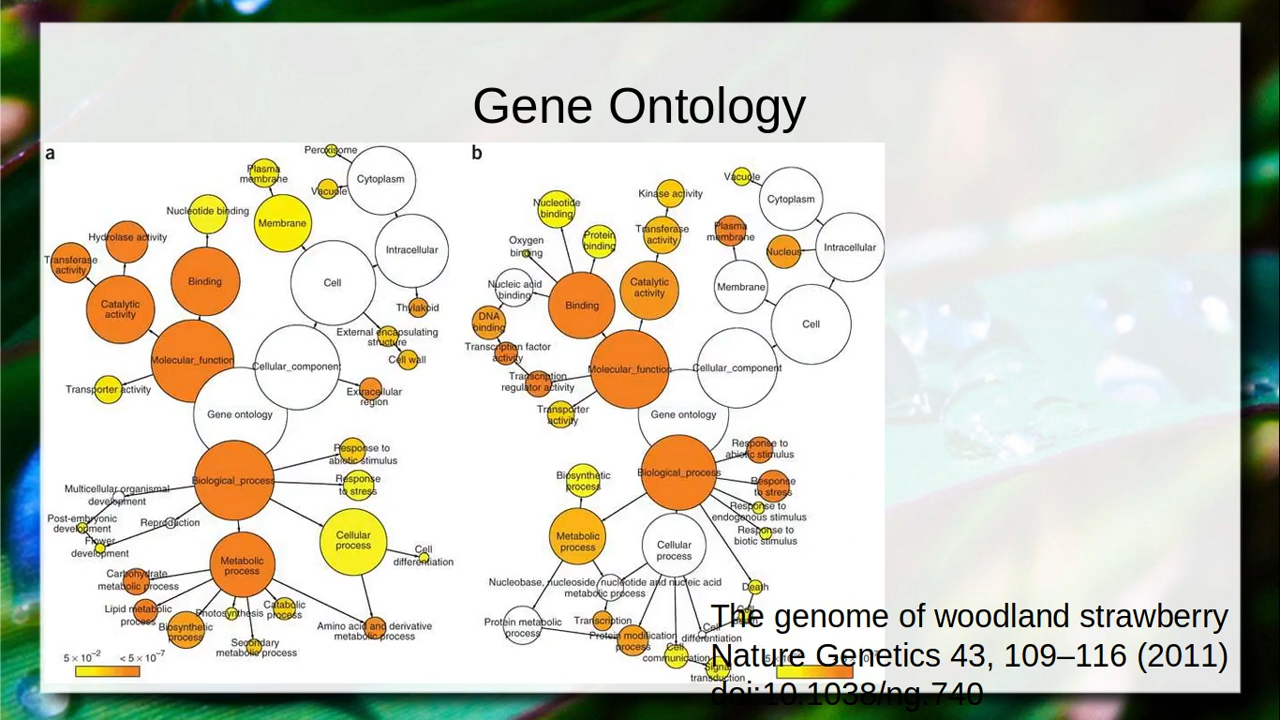 Gene Ontology
a
Peroxisome
Plasma
membrane
Vacuole
Cytoplasm
Nucleotide binding
Membrane
Hydrolase activity
Intracellular
Transferase
activity
Binding
Cell
Catalytic
activity
Thylakoid
External encapsulating
structure
Molecular_function
Cellular_component
Cell wall
Transporter activity
Extracellular
region
Gene ontology
Response to
abiotic stimulus
Biological_process
Response
to stress
Multicellular organismal
development
Post-embryonic
development
Reproduction
Flower
development
Cellular
process
Cell
differentiation
Metabolic
process
Carbohydrate
metabolic process
Lipid metabolic
process
Photosynthesis
Catabolic
process
Biosynthetic
process
Amino acid and derivative
metabolic process
Secondary
metabolic process
5 × 10⁻² < 5 × 10⁻⁷
b
Vacuole
Kinase activity
Cytoplasm
Nucleotide
binding
Protein
binding
Transferase
activity
Plasma
membrane
Oxygen
binding
Nucleus
Intracellular
Nucleic acid
binding
Binding
Catalytic
activity
Membrane
DNA
binding
Cell
Transcription factor
activity
Molecular_function
Cellular_component
Transcription
regulator activity
Transporter
activity
Gene ontology
Response to
abiotic stimulus
Biological_process
Biosynthetic
process
Response
to stress
Response to
endogenous stimulus
Response to
biotic stimulus
Metabolic
process
Cellular
process
Nucleobase, nucleoside, nucleotide and nucleic acid
metabolic process
Death
Protein metabolic
process
Transcription
Protein modification
process
Cell
differentiation
Cell
communication
Signal
transduction
The genome of woodland strawberry
Nature Genetics 43, 109–116 (2011)
doi:10.1038/ng.740